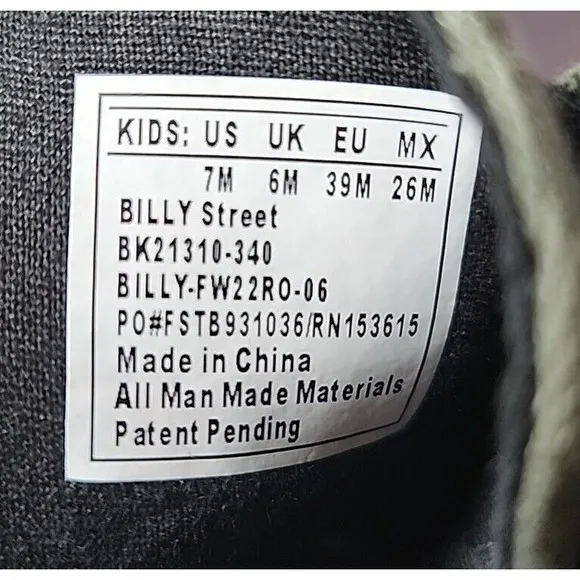 KIDS: US UK EU MX
7M 6M 39M 26M
BILLY Street
BK21310-340
BILLY-FW22RO-06
PO#FSTB931036/RN153615
Made in China
All Man Made Materials
Patent Pending